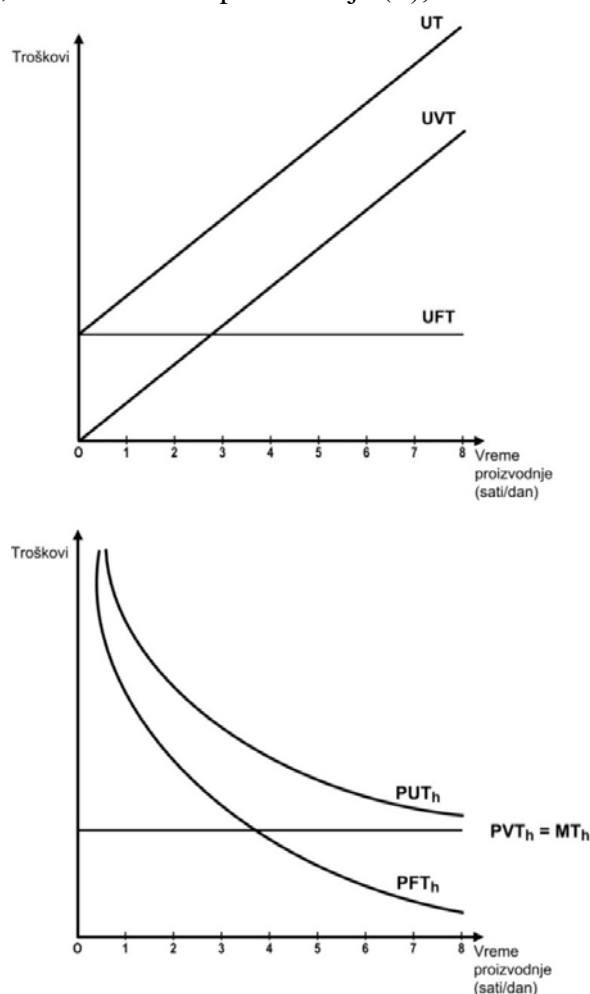 UT
Troškovi
UVT
UFT
0 1 2 3 4 5 6 7 8 Vreme
proizvodnje
(sati/dan)
Troškovi
PUTh
PVTh = MTh
PFTh
0 1 2 3 4 5 6 7 8 Vreme
proizvodnje
(sati/dan)